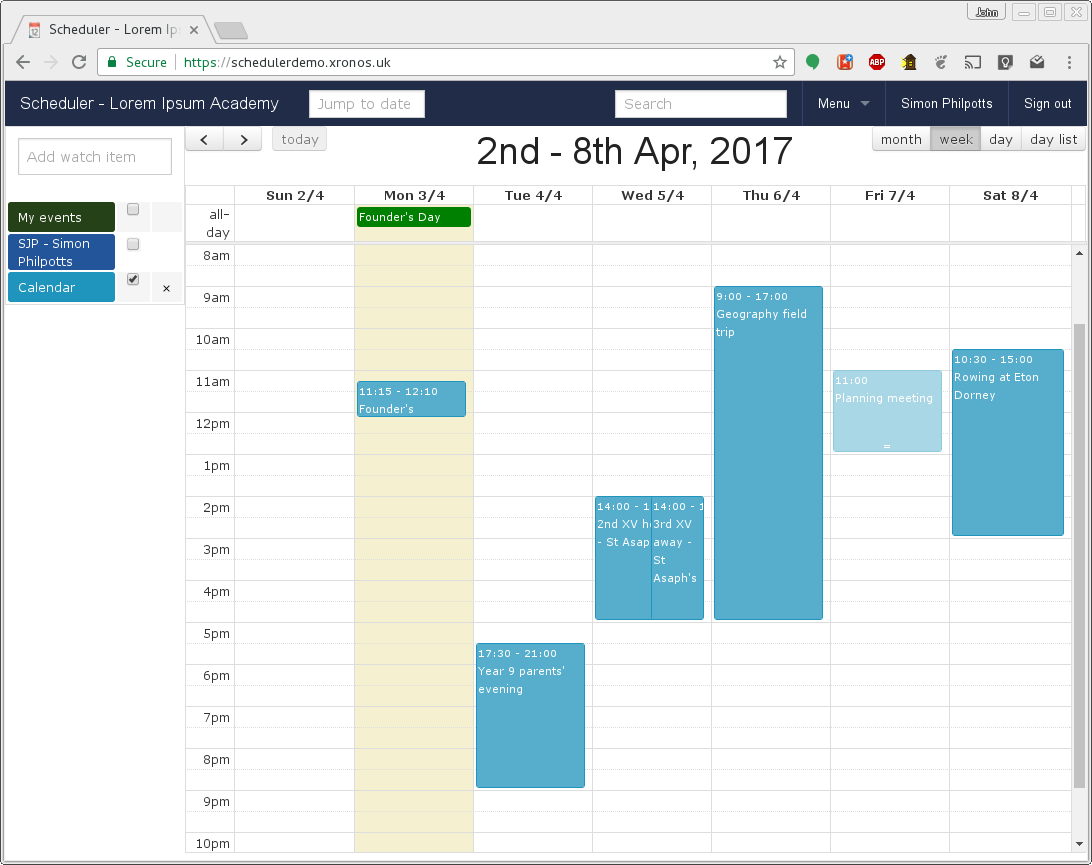 John
Scheduler - Lorem Ips
Secure
https://schedulerdemo.xronos.uk
ABP
Scheduler - Lorem Ipsum Academy
Jump to date
Search
Menu
Simon Philpotts
Sign out
Add watch item
My events
SJP - Simon
Philpotts
Calendar
×
<
>
today
2nd - 8th Apr, 2017
month
week
day
day list
Sun 2/4
Mon 3/4
Tue 4/4
Wed 5/4
Thu 6/4
Fri 7/4
Sat 8/4
all-
day
Founder's Day
8am
9am
10am
11am
12pm
1pm
2pm
3pm
4pm
5pm
6pm
7pm
8pm
9pm
10pm
11:15 - 12:10
Founder's
17:30 - 21:00
Year 9 parents'
evening
14:00 - 1
2nd XV h
- St Asap
14:00 - 1
3rd XV
away -
St
Asaph's
9:00 - 17:00
Geography field
trip
11:00
Planning meeting
=
10:30 - 15:00
Rowing at Eton
Dorney